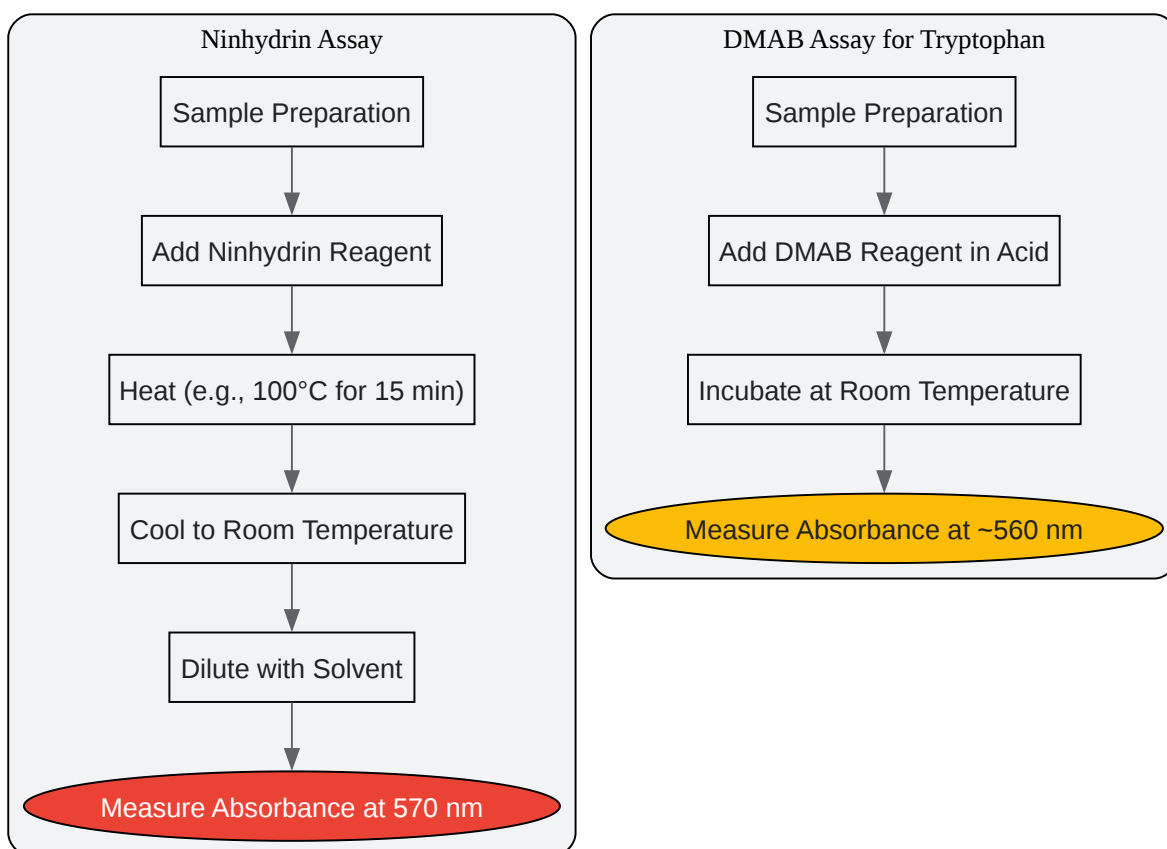 Ninhydrin Assay
Sample Preparation
Add Ninhydrin Reagent
Heat (e.g., 100°C for 15 min)
Cool to Room Temperature
Dilute with Solvent
Measure Absorbance at 570 nm
DMAB Assay for Tryptophan
Sample Preparation
Add DMAB Reagent in Acid
Incubate at Room Temperature
Measure Absorbance at ~560 nm